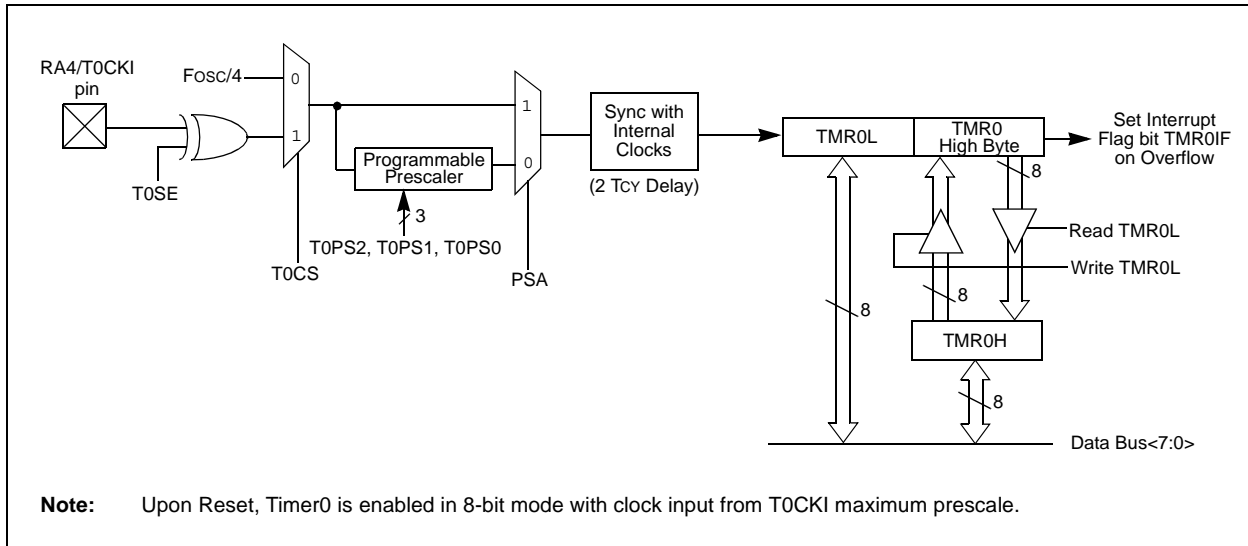 RA4/T0CKI
pin
FOSC/4
0
1
T0SE
T0CS
Programmable
Prescaler
3
T0PS2, T0PS1, T0PS0
1
0
PSA
Sync with
Internal
Clocks
(2 TCY Delay)
TMR0L
TMR0
High Byte
Set Interrupt
Flag bit TMR0IF
on Overflow
8
Read TMR0L
Write TMR0L
8
8
TMR0H
8
Data Bus<7:0>
Note: Upon Reset, Timer0 is enabled in 8-bit mode with clock input from T0CKI maximum prescale.